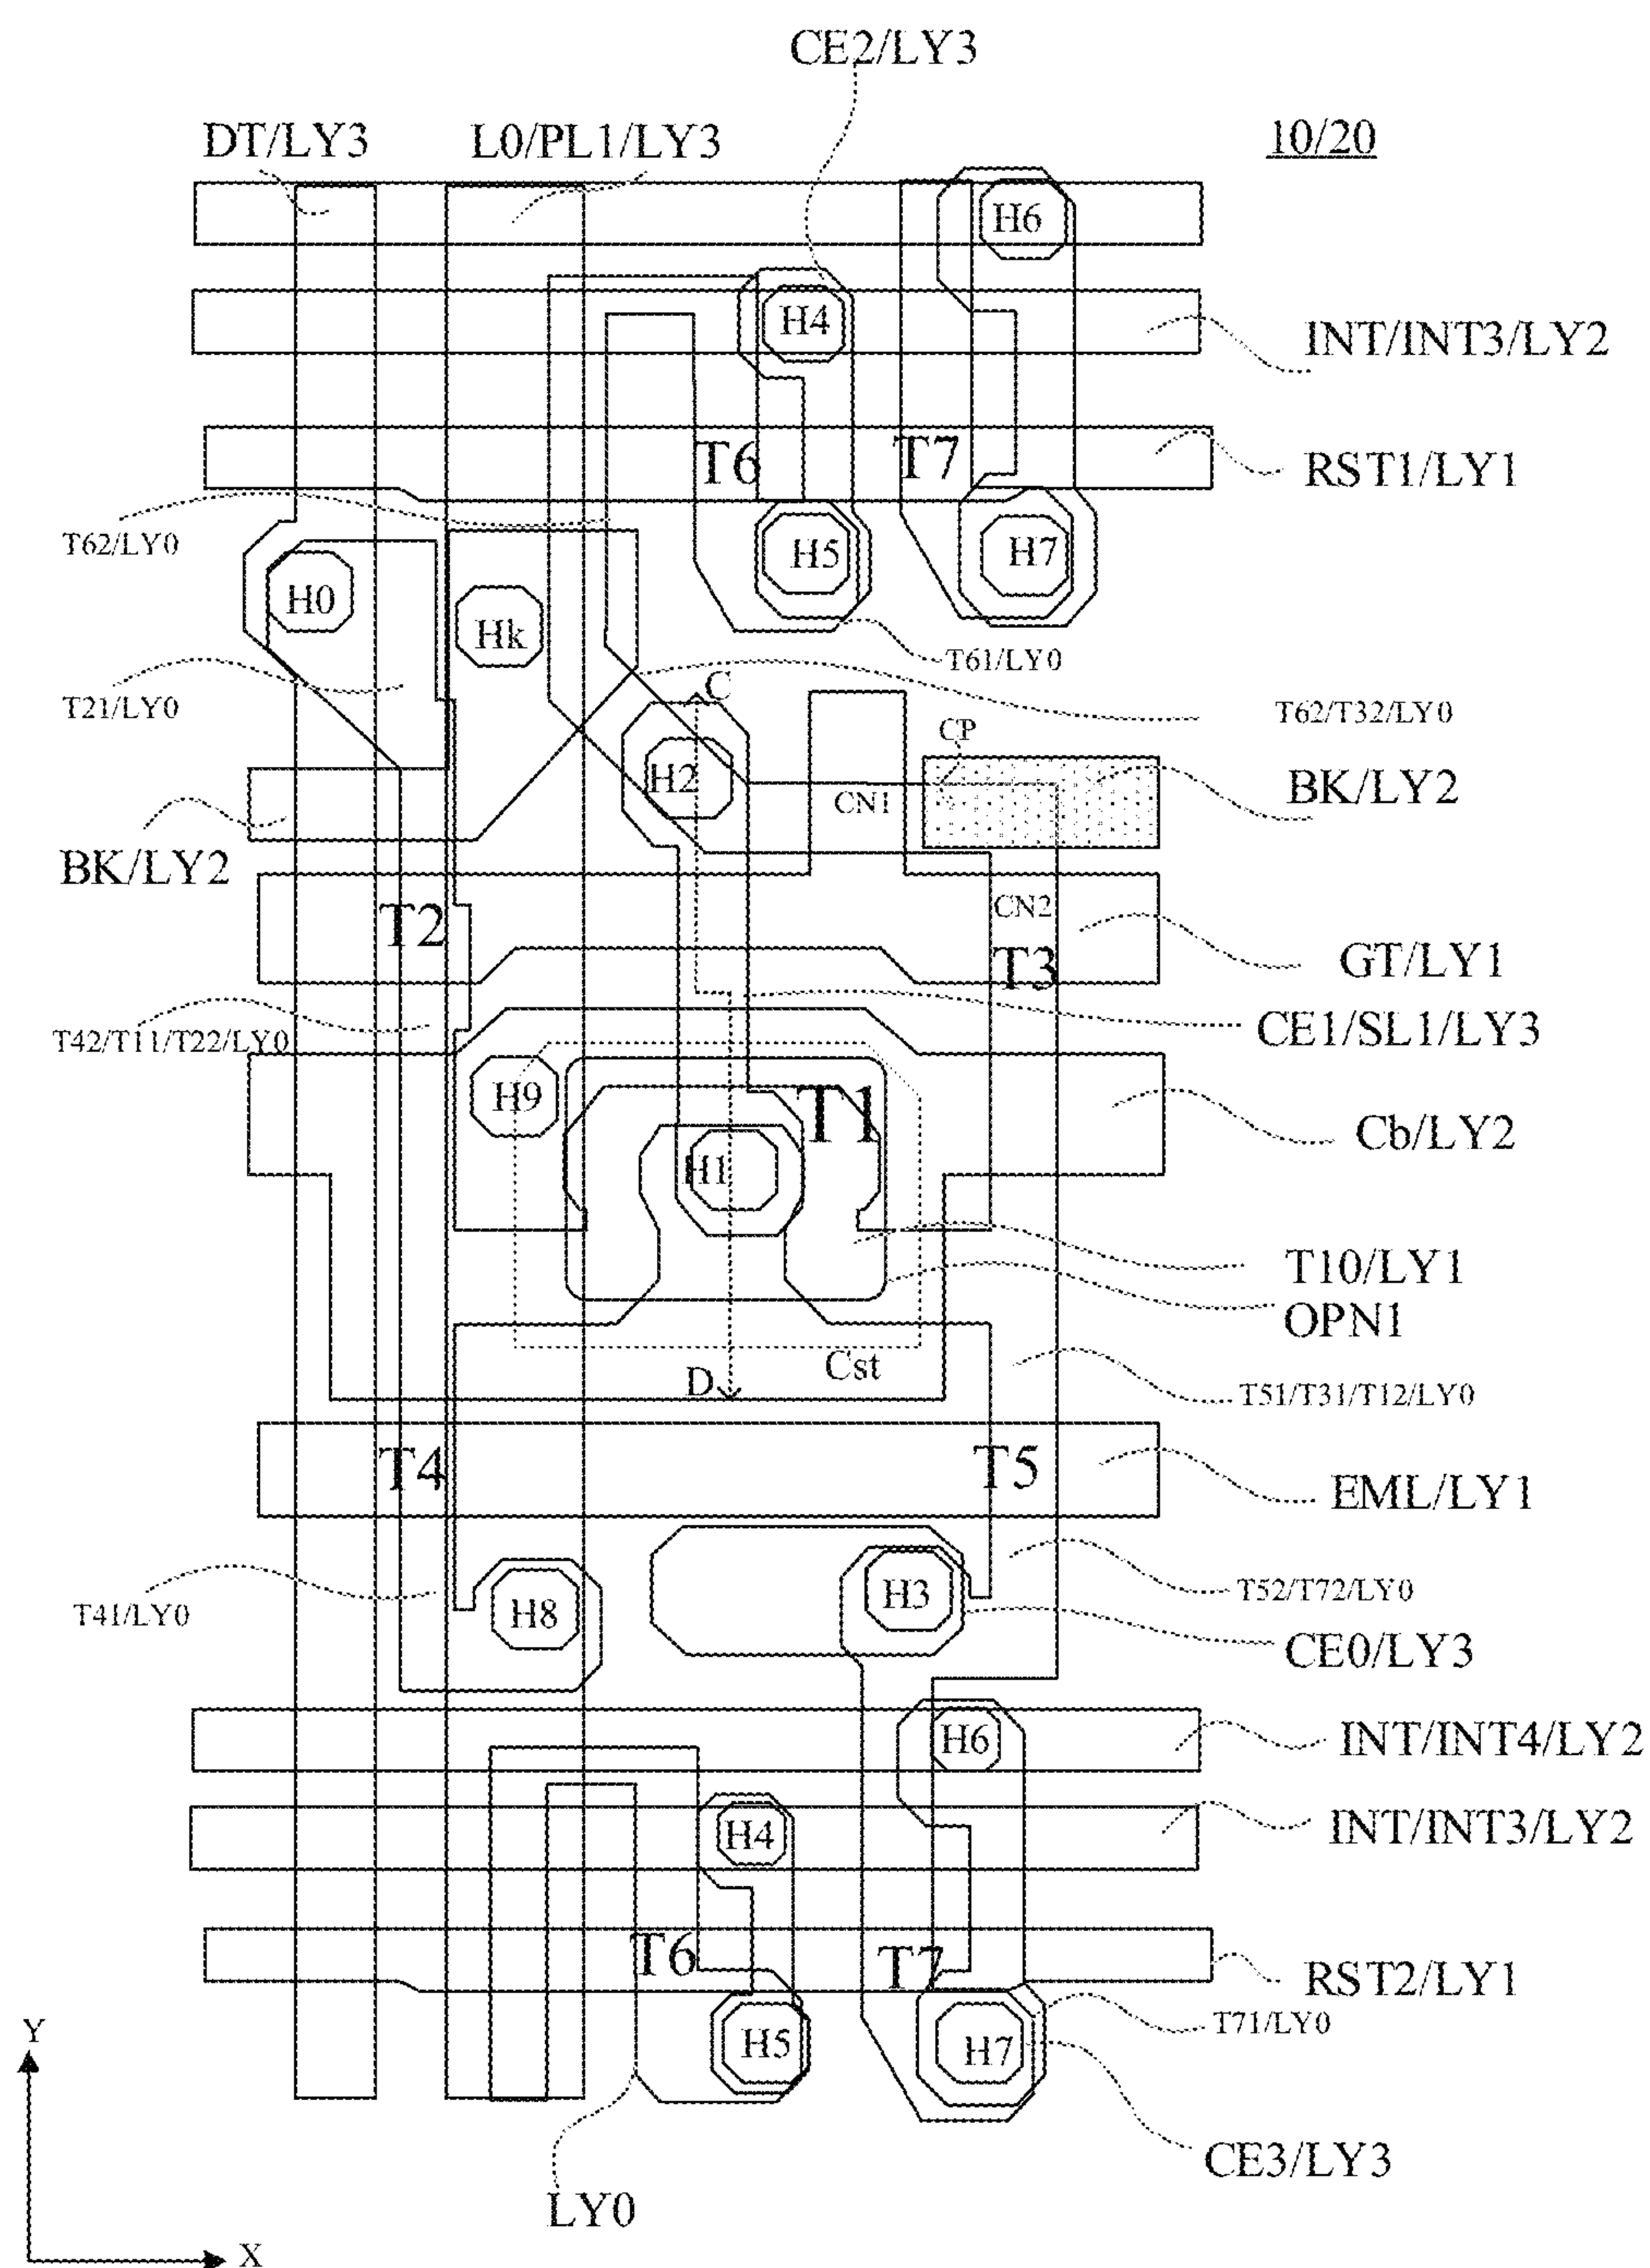 CE2/LY3
DT/LY3
L0/PL1/LY3
10/20
H6
H4
INT/INT3/LY2
T6
T7
RST1/LY1
T62/LY0
H5
H7
H0
Hk
T61/LY0
T21/LY0
C
T62/T32/LY0
CP
H2
CN1
BK/LY2
BK/LY2
T2
CN2
T3
GT/LY1
T42/T11/T22/LY0
CE1/SL1/LY3
H9
T1
Cb/LY2
H1
T10/LY1
OPN1
Cst
D
T51/T31/T12/LY0
T4
T5
EML/LY1
H3
T52/T72/LY0
T41/LY0
H8
CE0/LY3
H6
INT/INT4/LY2
H4
INT/INT3/LY2
T6
T7
RST2/LY1
T71/LY0
Y
H5
H7
CE3/LY3
LY0
X